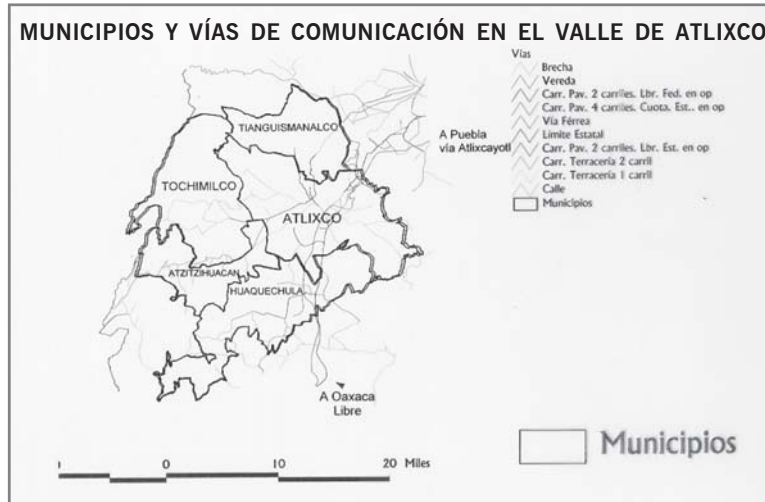 MUNICIPIOS Y VÍAS DE COMUNICACIÓN EN EL VALLE DE ATLIXCO
Vías
Brecha
Vereda
Carr. Pav. 2 carriles. Lbr. Fed. en op
Carr. Pav. 4 carriles. Cuota. Est.. en op
Vía Férrea
Limite Estatal
Carr. Pav. 2 carriles. Lbr. Est. en op
Carr. Terracería 2 carril
Carr. Terracería 1 carril
Calle
Municipios
TIANGUISMANALCO
A Puebla
vía Atlixcayotl
TOCHIMILCO
ATLIXCO
ATZITZIHUACAN
HUAQUECHULA
A Oaxaca
Libre
0 10 20 Miles
Municipios